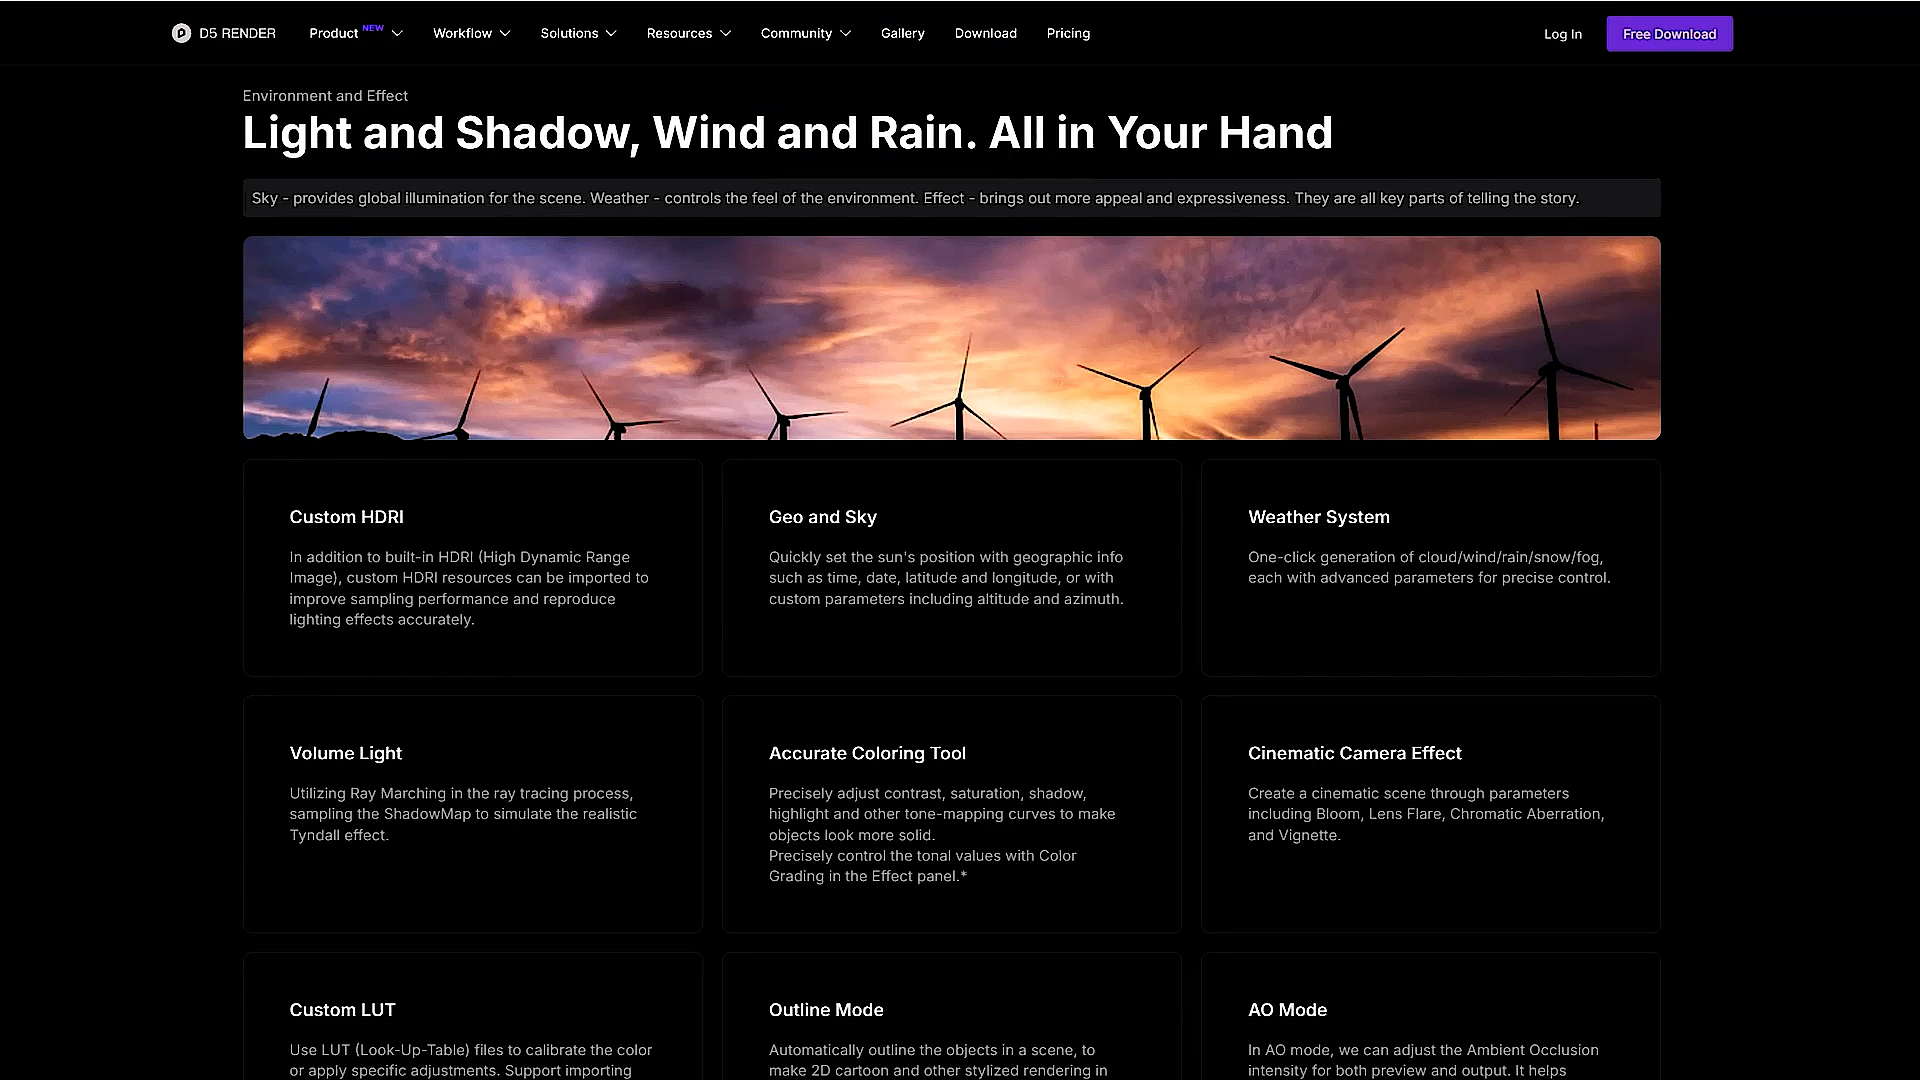 D5 RENDER
Product NEW
Workflow
Solutions
Resources
Community
Gallery
Download
Pricing
Log In
Free Download
Environment and Effect
Light and Shadow, Wind and Rain. All in Your Hand
Sky - provides global illumination for the scene. Weather - controls the feel of the environment. Effect - brings out more appeal and expressiveness. They are all key parts of telling the story.
Custom HDRI
In addition to built-in HDRI (High Dynamic Range
Image), custom HDRI resources can be imported to
improve sampling performance and reproduce
lighting effects accurately.
Geo and Sky
Quickly set the sun's position with geographic info
such as time, date, latitude and longitude, or with
custom parameters including altitude and azimuth.
Weather System
One-click generation of cloud/wind/rain/snow/fog,
each with advanced parameters for precise control.
Volume Light
Utilizing Ray Marching in the ray tracing process,
sampling the ShadowMap to simulate the realistic
Tyndall effect.
Accurate Coloring Tool
Precisely adjust contrast, saturation, shadow,
highlight and other tone-mapping curves to make
objects look more solid.
Precisely control the tonal values with Color
Grading in the Effect panel.*
Cinematic Camera Effect
Create a cinematic scene through parameters
including Bloom, Lens Flare, Chromatic Aberration,
and Vignette.
Custom LUT
Use LUT (Look-Up-Table) files to calibrate the color
or apply specific adjustments. Support importing
Outline Mode
Automatically outline the objects in a scene, to
make 2D cartoon and other stylized rendering in
AO Mode
In AO mode, we can adjust the Ambient Occlusion
intensity for both preview and output. It helps